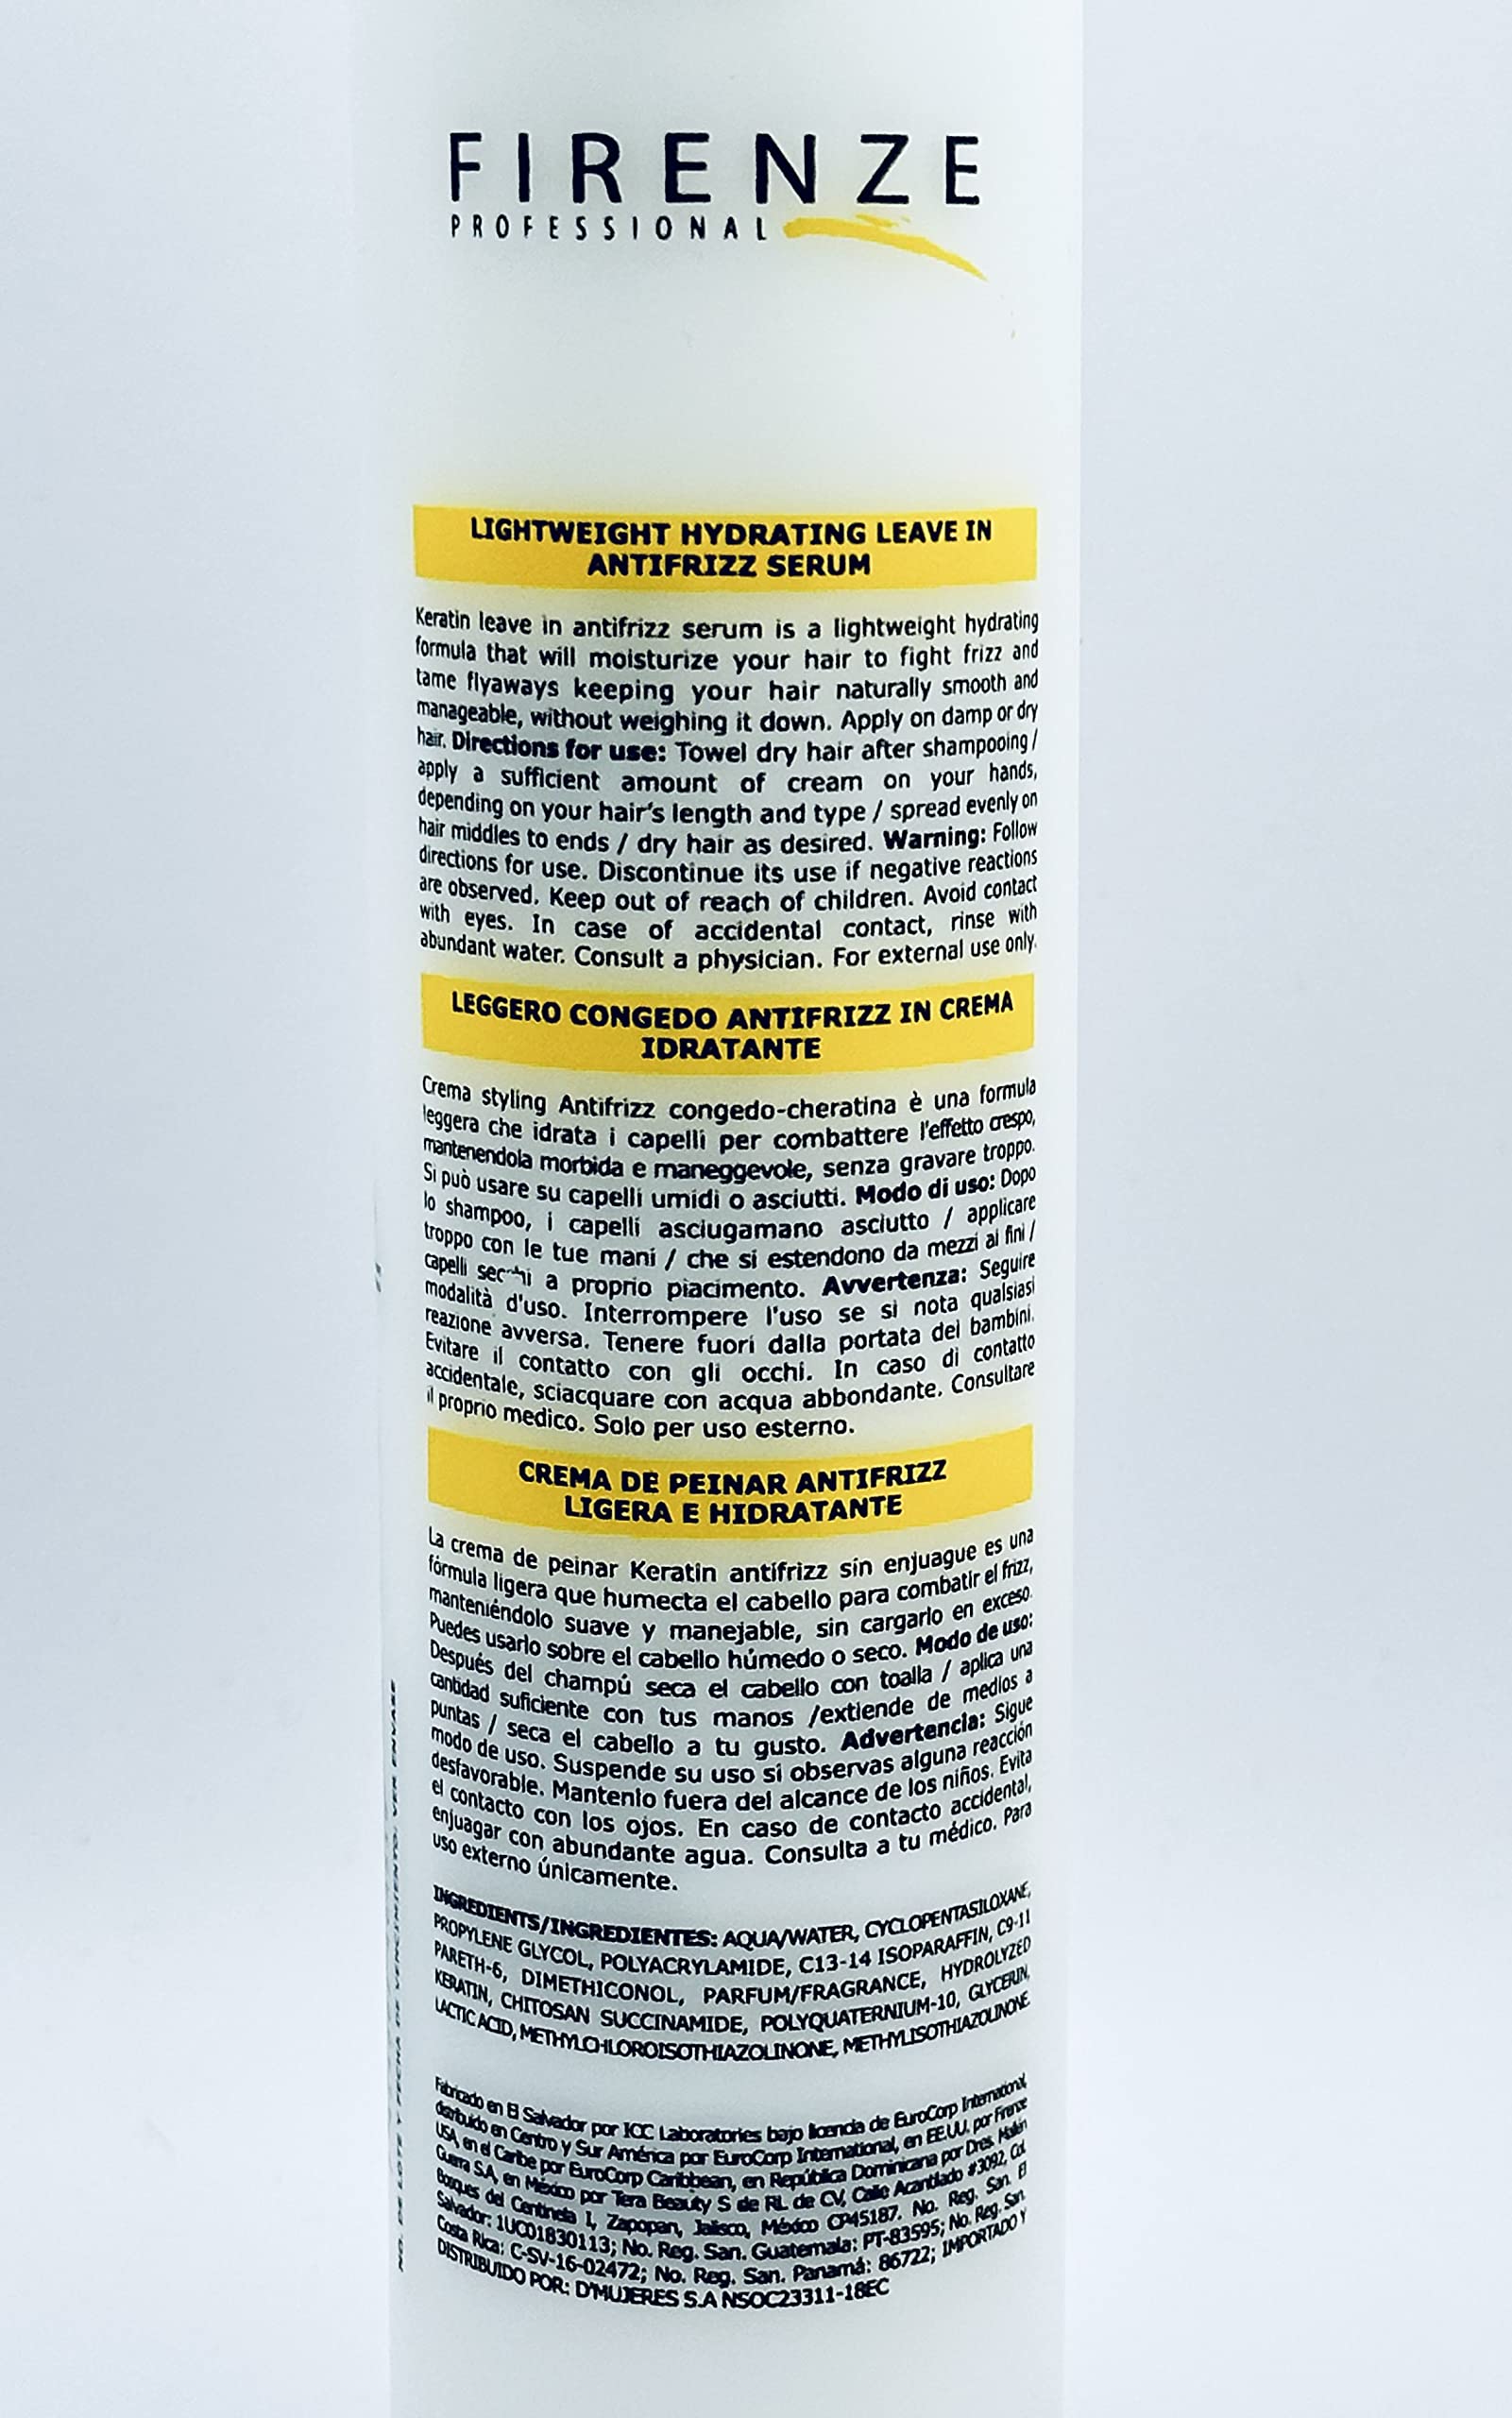 FIRENZE
PROFESSIONAL
LIGHTWEIGHT HYDRATING LEAVE IN
ANTIFRIZZ SERUM
Keratin leave in antifrizz serum is a lightweight hydrating
formula that will moisturize your hair to fight frizz and
tame flyaways keeping your hair naturally smooth and
manageable, without weighing it down. Apply on damp or dry
hair. Directions for use: Towel dry hair after shampooing /
apply a sufficient amount of cream on your hands,
depending on your hair's length and type / spread evenly on
hair middles to ends / dry hair as desired. Warning: Follow
directions for use. Discontinue its use if negative reactions
are observed. Keep out of reach of children. Avoid contact
with eyes. In case of accidental contact, rinse with
abundant water. Consult a physician. For external use only.
LEGGERO CONGEDO ANTIFRIZZ IN CREMA
IDRATANTE
Crema styling Antifrizz congedo-cheratina è una formula
leggera che idrata i capelli per combattere l'effetto crespo,
mantenendola morbida e maneggevole, senza gravare troppo.
Si può usare su capelli umidi o asciutti. Modo di uso: Dopo
lo shampoo, i capelli asciugamano asciutto / applicare
troppo con le tue mani / che si estendono da mezzi ai fini /
capelli secchi a proprio piacimento. Avvertenza: Seguire
modalità d'uso. Interrompere l'uso se si nota qualsiasi
reazione avversa. Tenere fuori dalla portata dei bambini.
Evitare il contatto con gli occhi. In caso di contatto
accidentale, sciacquare con acqua abbondante. Consultare
il proprio medico. Solo per uso esterno.
CREMA DE PEINAR ANTIFRIZZ
LIGERA E HIDRATANTE
La crema de peinar Keratin antifrizz sin enjuague es una
fórmula ligera que humecta el cabello para combatir el frizz,
manteniéndolo suave y manejable, sin cargarlo en exceso.
Puedes usarlo sobre el cabello húmedo o seco. Modo de uso:
Después del champú seca el cabello con toalla / aplica una
cantidad suficiente con tus manos /extiende de medios a
puntas / seca el cabello a tu gusto. Advertencia: Sigue
modo de uso. Suspende su uso si observas alguna reacción
desfavorable. Mantenlo fuera del alcance de los niños. Evita
el contacto con los ojos. En caso de contacto accidental,
enjuagar con abundante agua. Consulta a tu médico. Para
uso externo únicamente.
INGREDIENTS/INGREDIENTES: AQUA/WATER, CYCLOPENTASILOXANE,
PROPYLENE GLYCOL, POLYACRYLAMIDE, C13-14 ISOPARAFFIN, C9-11
PARETH-6, DIMETHICONOL, PARFUM/FRAGRANCE, HYDROLYZED
KERATIN, CHITOSAN SUCCINAMIDE, POLYQUATERNIUM-10, GLYCERIN,
LACTIC ACID, METHYLCHLOROISOTHIAZOLINONE, METHYLISOTHIAZOLINONE
Fabricado en El Salvador por ICC Laboratories bajo licencia de EuroCorp International,
distribuido en Centro y Sur América por EuroCorp International, en EE.UU. por Firenze
USA, en el Caribe por EuroCorp Caribbean, en República Dominicana por Dres. Mallén
Guerra S.A, en México por Tera Beauty S de RL de CV, Calle Acantilado #3092, Col.
Bosques del Centinela I, Zapopan, Jalisco, México CP45187. No. Reg. San. El
Salvador: 1UC01830113; No. Reg. San. Guatemala: PT-83595; No. Reg. San.
Costa Rica: C-SV-16-02472; No. Reg. San. Panamá: 86722; IMPORTADO Y
DISTRIBUIDO POR: D'MUJERES S.A NSOC23311-18EC
NO. DE LOTE Y FECHA DE VENCIMIENTO: VER ENVASE